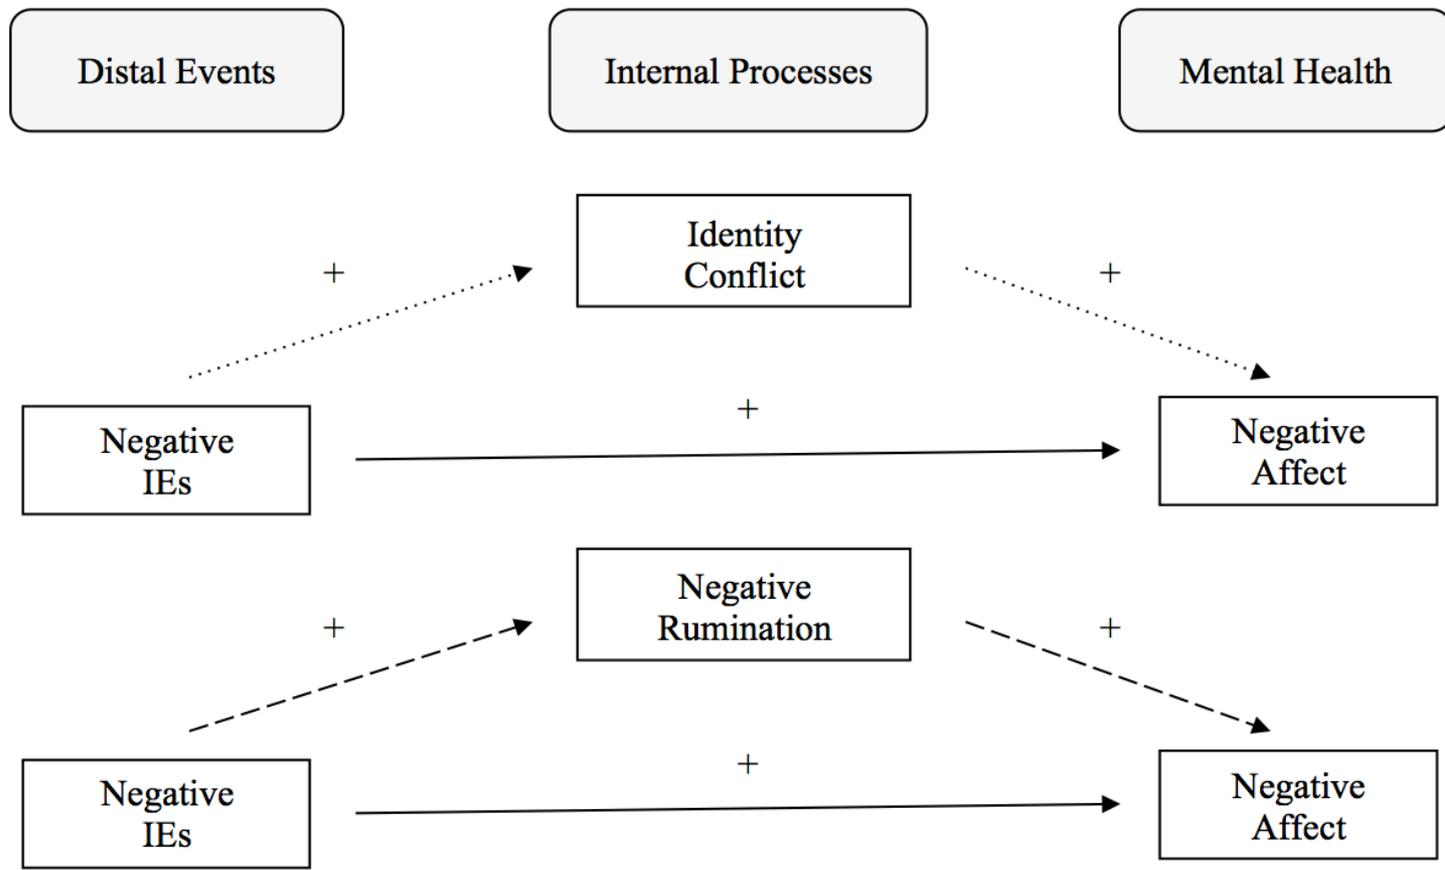 Distal Events
Internal Processes
Mental Health
Identity
Conflict
+
+
+
Negative
IEs
Negative
Affect
Negative
Rumination
+
+
+
Negative
IEs
Negative
Affect